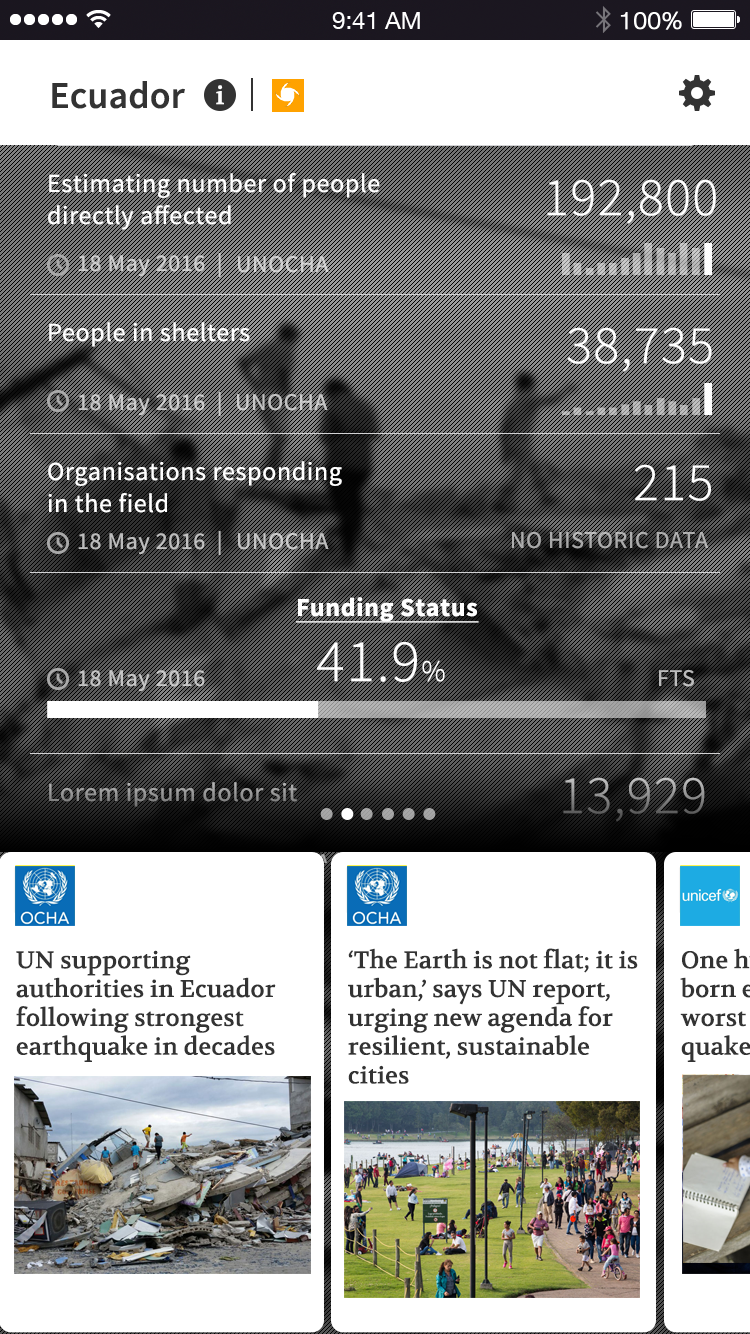 9:41 AM 100%
Ecuador
Estimating number of people
directly affected
192,800
18 May 2016 | UNOCHA
People in shelters
38,735
18 May 2016 | UNOCHA
Organisations responding
in the field
215
18 May 2016 | UNOCHA
NO HISTORIC DATA
Funding Status
41.9%
18 May 2016
FTS
Lorem ipsum dolor sit
13,929
OCHA
UN supporting
authorities in Ecuador
following strongest
earthquake in decades
OCHA
‘The Earth is not flat; it is
urban,’ says UN report,
urging new agenda for
resilient, sustainable
cities
unicef
One h
born e
worst
quake